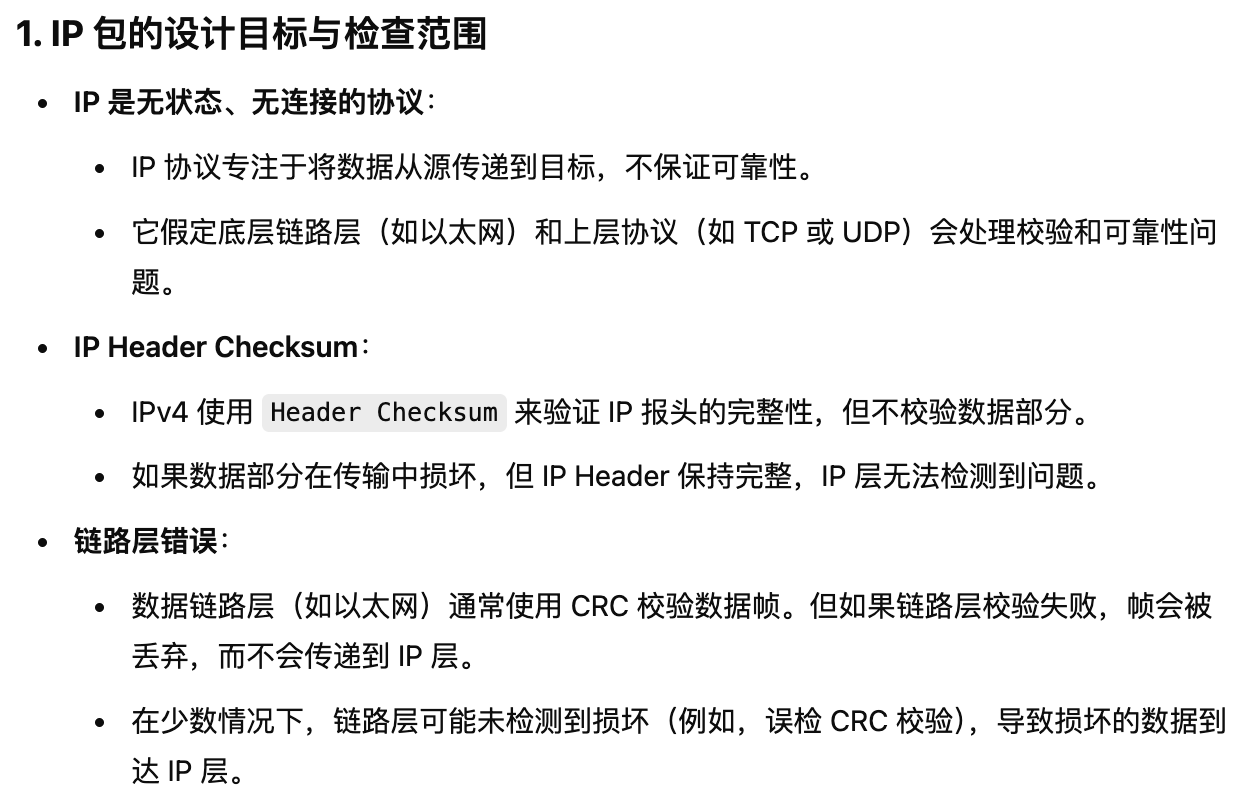 1. IP 包的设计目标与检查范围
• IP 是无状态、无连接的协议：
• IP 协议专注于将数据从源传递到目标，不保证可靠性。
• 它假定底层链路层（如以太网）和上层协议（如 TCP 或 UDP）会处理校验和可靠性问
题。
• IP Header Checksum：
• IPv4 使用 Header Checksum 来验证 IP 报头的完整性，但不校验数据部分。
• 如果数据部分在传输中损坏，但 IP Header 保持完整，IP 层无法检测到问题。
• 链路层错误：
• 数据链路层（如以太网）通常使用 CRC 校验数据帧。但如果链路层校验失败，帧会被
丢弃，而不会传递到 IP 层。
• 在少数情况下，链路层可能未检测到损坏（例如，误检 CRC 校验），导致损坏的数据到
达 IP 层。